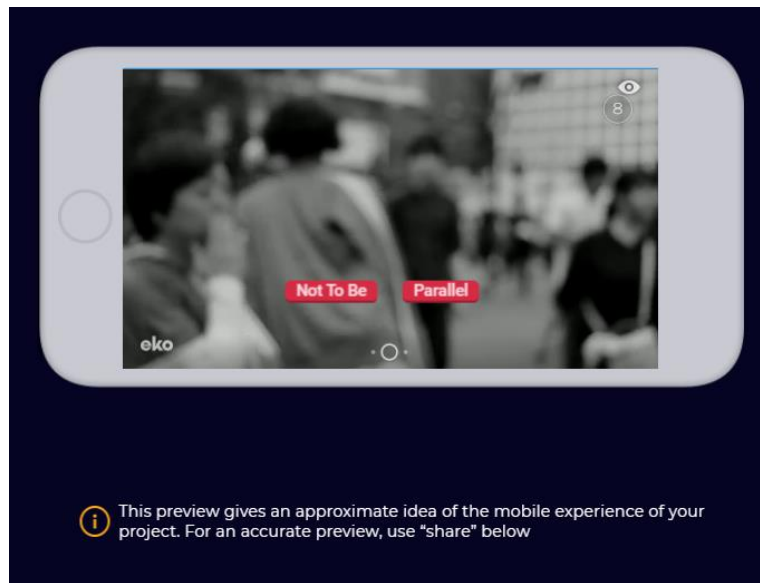 8
Not To Be
Parallel
eko
This preview gives an approximate idea of the mobile experience of your
project. For an accurate preview, use “share” below